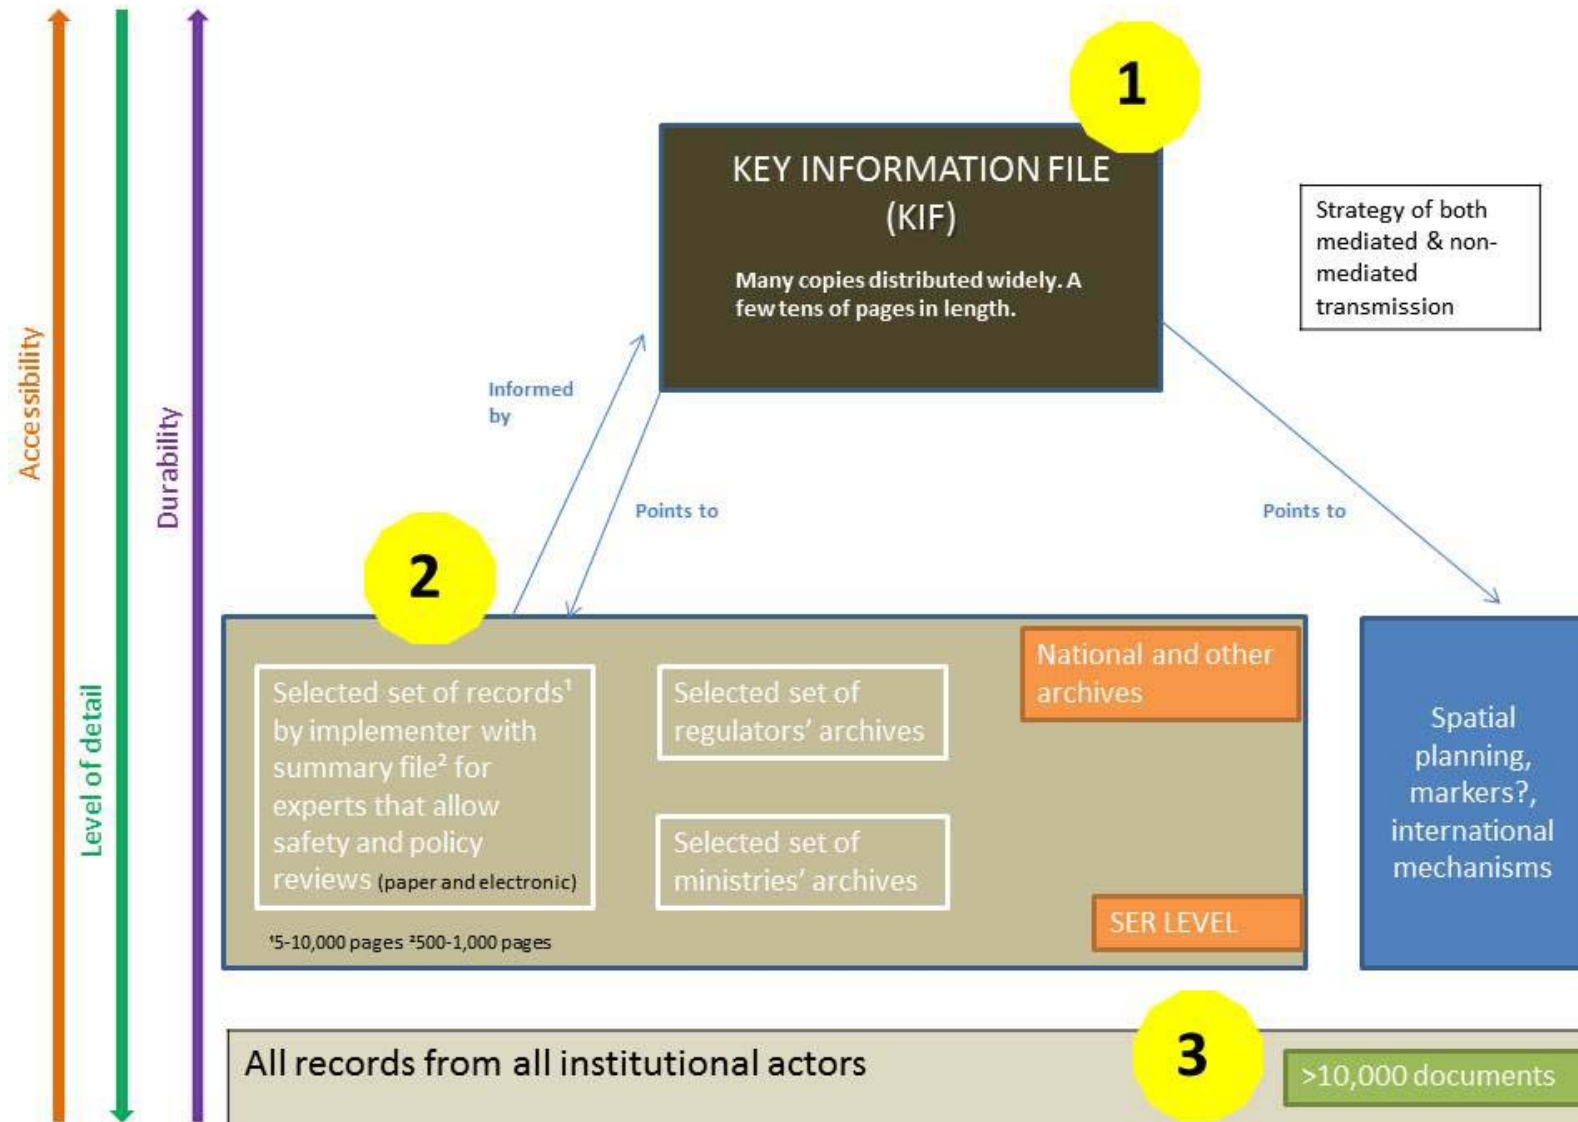 1
KEY INFORMATION FILE
(KIF)
Many copies distributed widely. A
few tens of pages in length.
Strategy of both
mediated & non-
mediated
transmission
Accessibility
Level of detail
Durability
Informed
by
Points to
Points to
2
Selected set of records¹
by implementer with
summary file² for
experts that allow
safety and policy
reviews (paper and electronic)
¹5-10,000 pages ²500-1,000 pages
Selected set of
regulators’ archives
Selected set of
ministries’ archives
National and other
archives
SER LEVEL
Spatial
planning,
markers?,
international
mechanisms
All records from all institutional actors
3
>10,000 documents